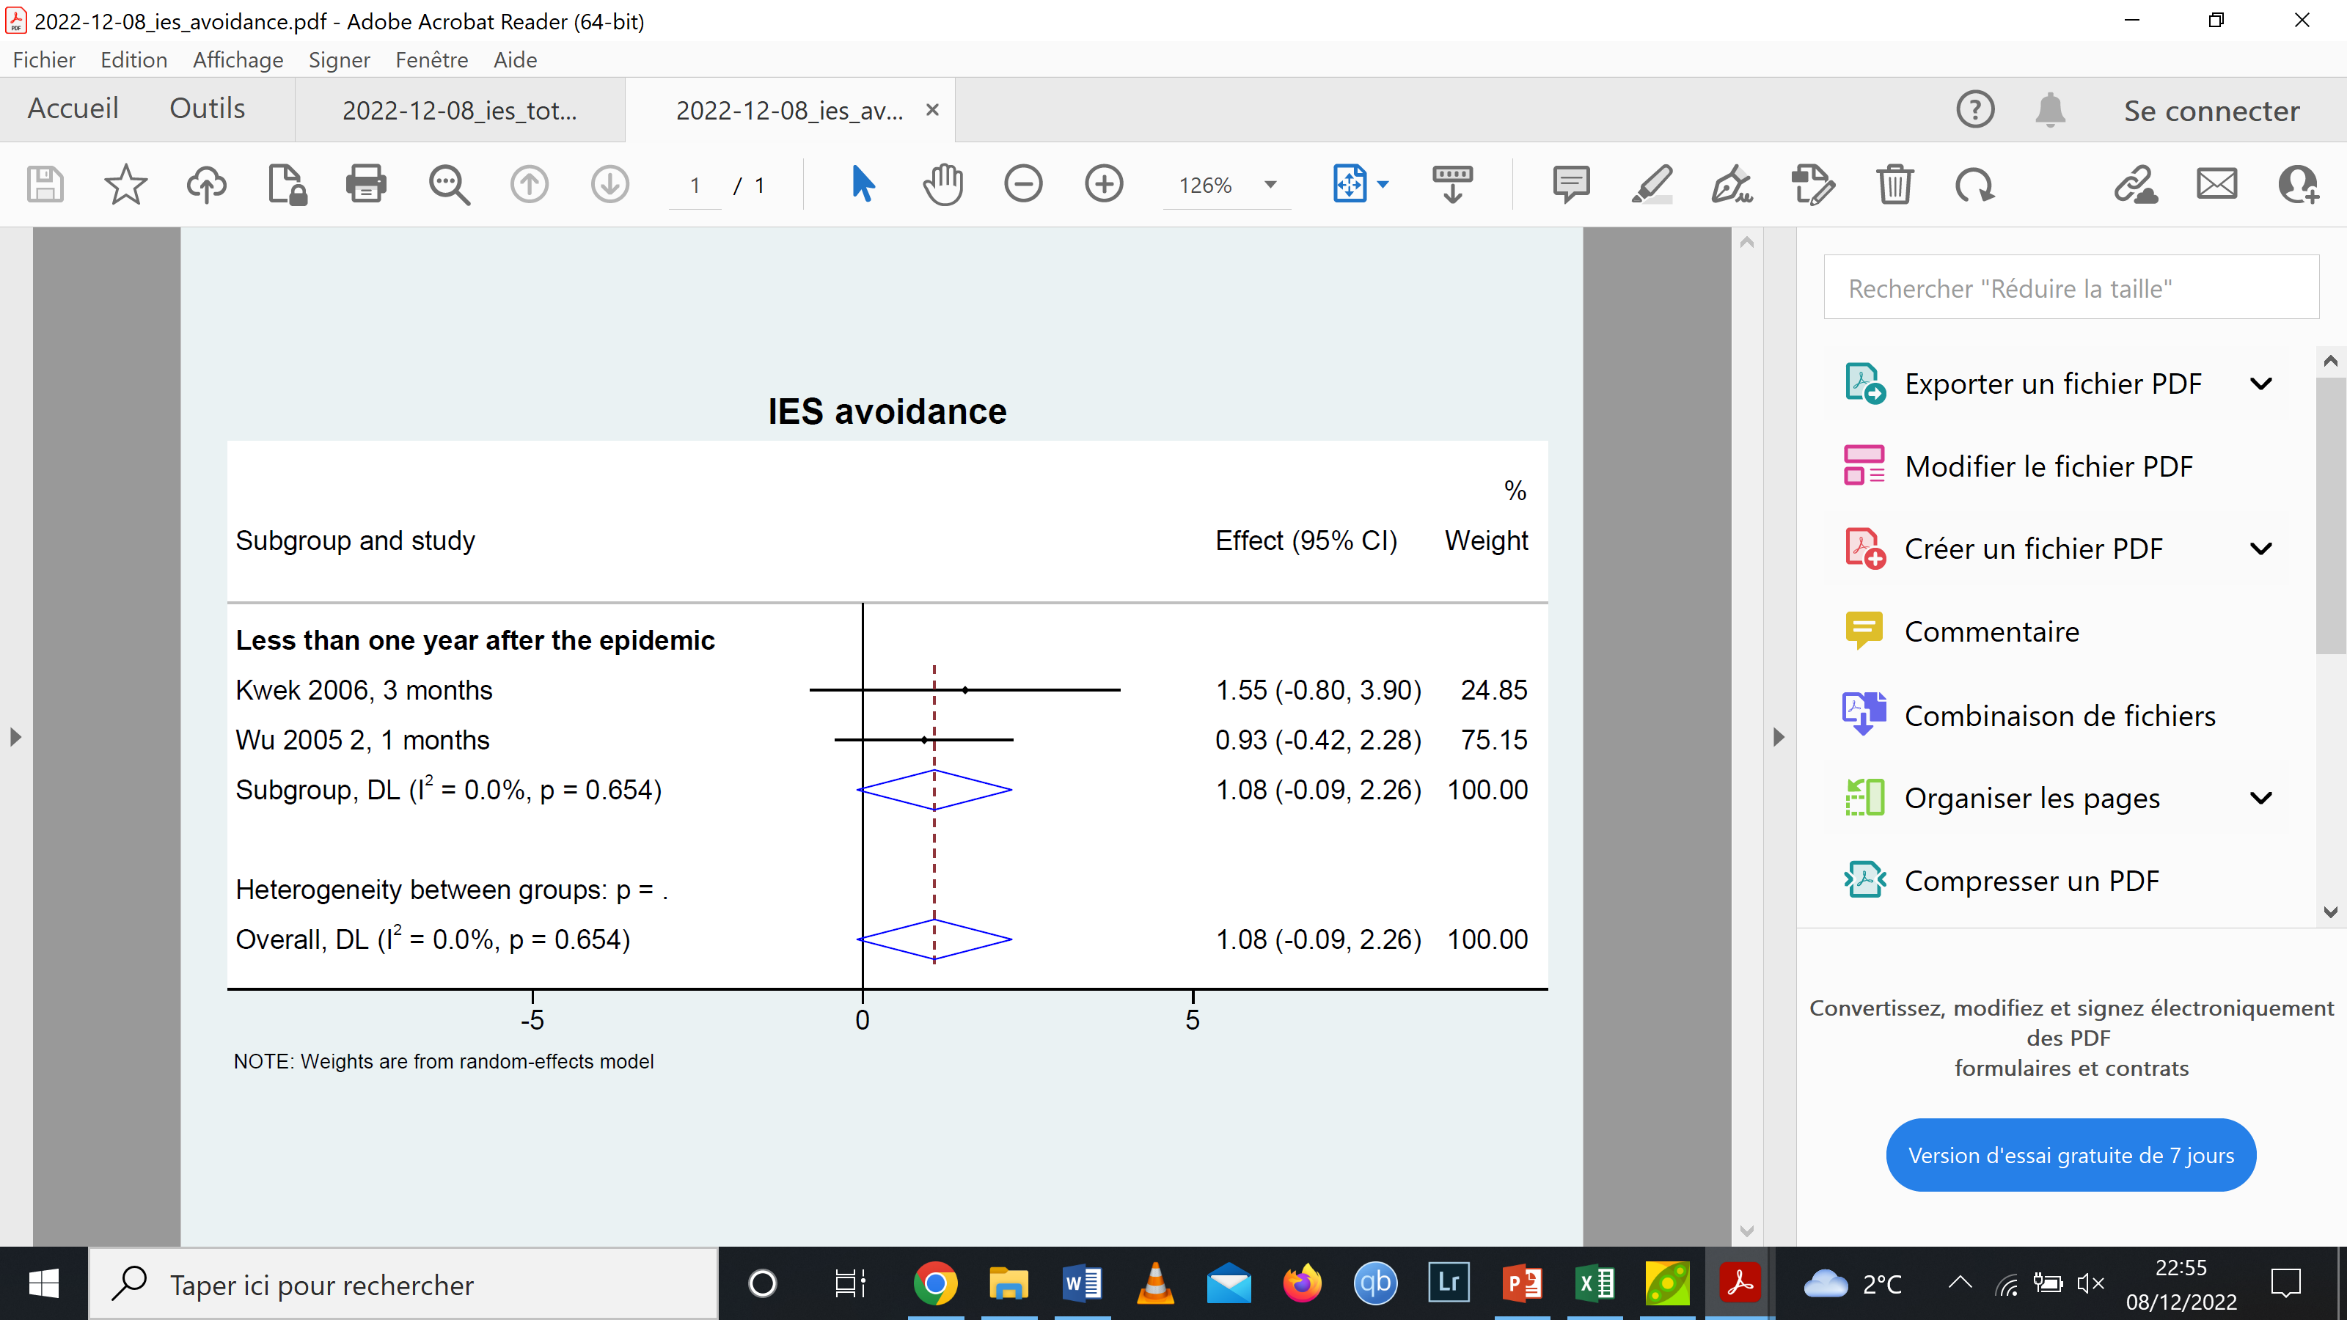 2022-12-08_ies_avoidance.pdf - Adobe Acrobat Reader (64-bit)
Fichier Edition Affichage Signer Fenêtre Aide
Accueil Outils 2022-12-08_ies_tot... 2022-12-08_ies_av... Se connecter
1 / 1 126%
Rechercher "Réduire la taille"
Exporter un fichier PDF
Modifier le fichier PDF
Créer un fichier PDF
Commentaire
Combinaison de fichiers
Organiser les pages
Compresser un PDF
Convertissez, modifiez et signez électroniquement
des PDF
formulaires et contrats
Version d'essai gratuite de 7 jours
IES avoidance
%
Subgroup and study Effect (95% CI) Weight
Less than one year after the epidemic
Kwek 2006, 3 months 1.55 (-0.80, 3.90) 24.85
Wu 2005 2, 1 months 0.93 (-0.42, 2.28) 75.15
Subgroup, DL (I² = 0.0%, p = 0.654) 1.08 (-0.09, 2.26) 100.00
Heterogeneity between groups: p = .
Overall, DL (I² = 0.0%, p = 0.654) 1.08 (-0.09, 2.26) 100.00
-5 0 5
NOTE: Weights are from random-effects model
Taper ici pour rechercher
qb Lr
2°C
22:55
08/12/2022